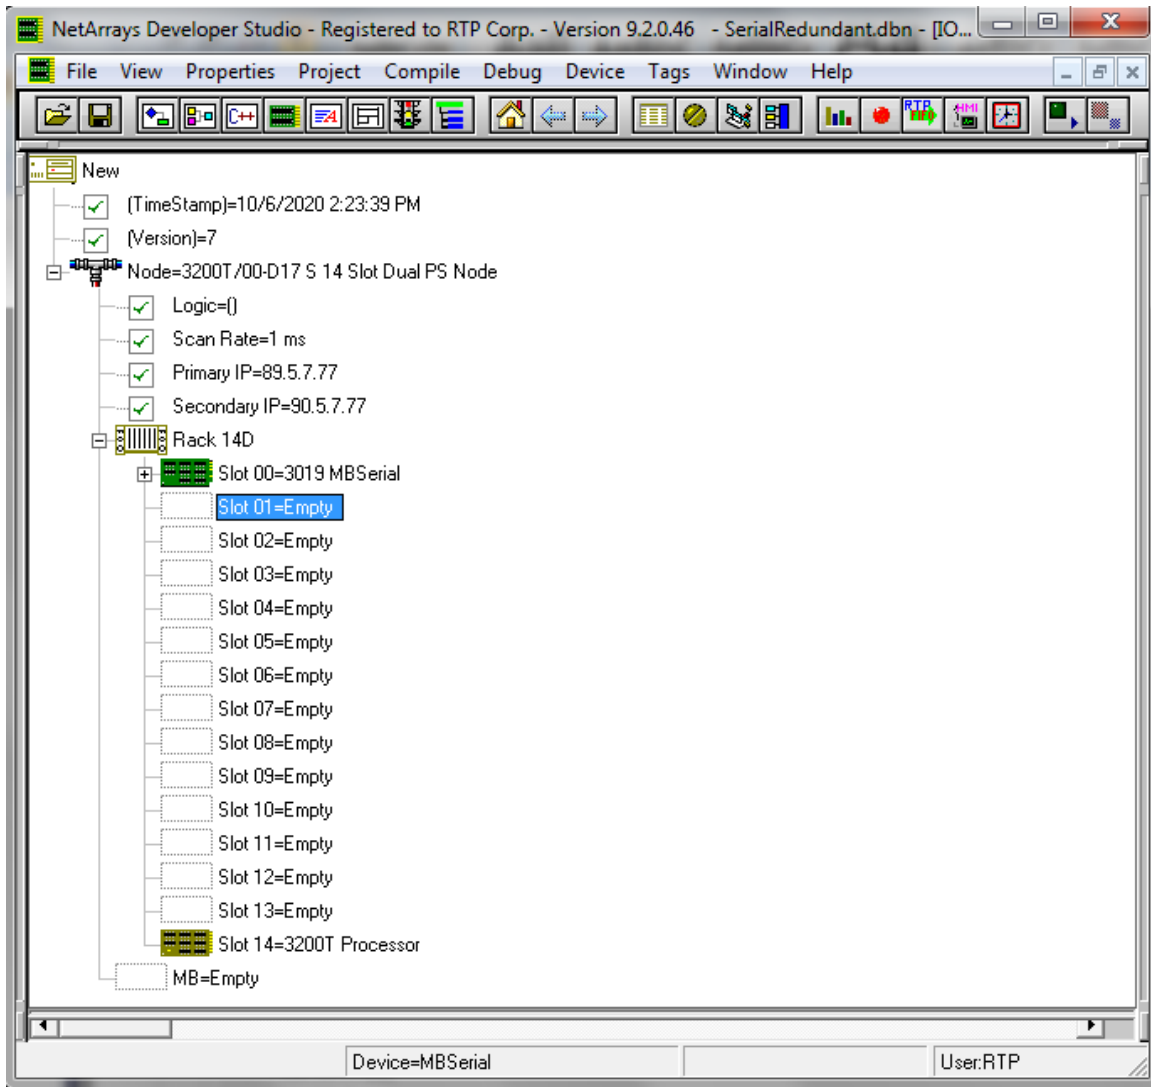 NetArrays Developer Studio - Registered to RTP Corp. - Version 9.2.0.46 - SerialRedundant.dbn - [IO...
File View Properties Project Compile Debug Device Tags Window Help
C++ RTP HMI
New
(TimeStamp)=10/6/2020 2:23:39 PM
(Version)=7
Node=3200T/00-D17 S 14 Slot Dual PS Node
Logic=()
Scan Rate=1 ms
Primary IP=89.5.7.77
Secondary IP=90.5.7.77
Rack 14D
Slot 00=3019 MBSerial
Slot 01=Empty
Slot 02=Empty
Slot 03=Empty
Slot 04=Empty
Slot 05=Empty
Slot 06=Empty
Slot 07=Empty
Slot 08=Empty
Slot 09=Empty
Slot 10=Empty
Slot 11=Empty
Slot 12=Empty
Slot 13=Empty
Slot 14=3200T Processor
MB=Empty
Device=MBSerial User:RTP